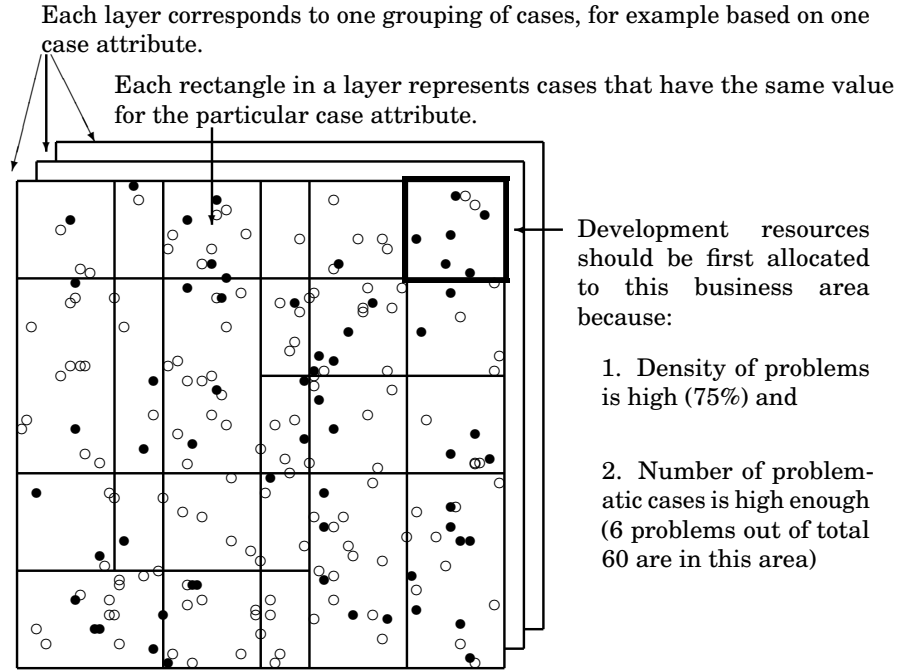 Each layer corresponds to one grouping of cases, for example based on one
case attribute.
Each rectangle in a layer represents cases that have the same value
for the particular case attribute.
Development resources
should be first allocated
to this business area
because:
1. Density of problems
is high (75%) and
2. Number of problem-
atic cases is high enough
(6 problems out of total
60 are in this area)